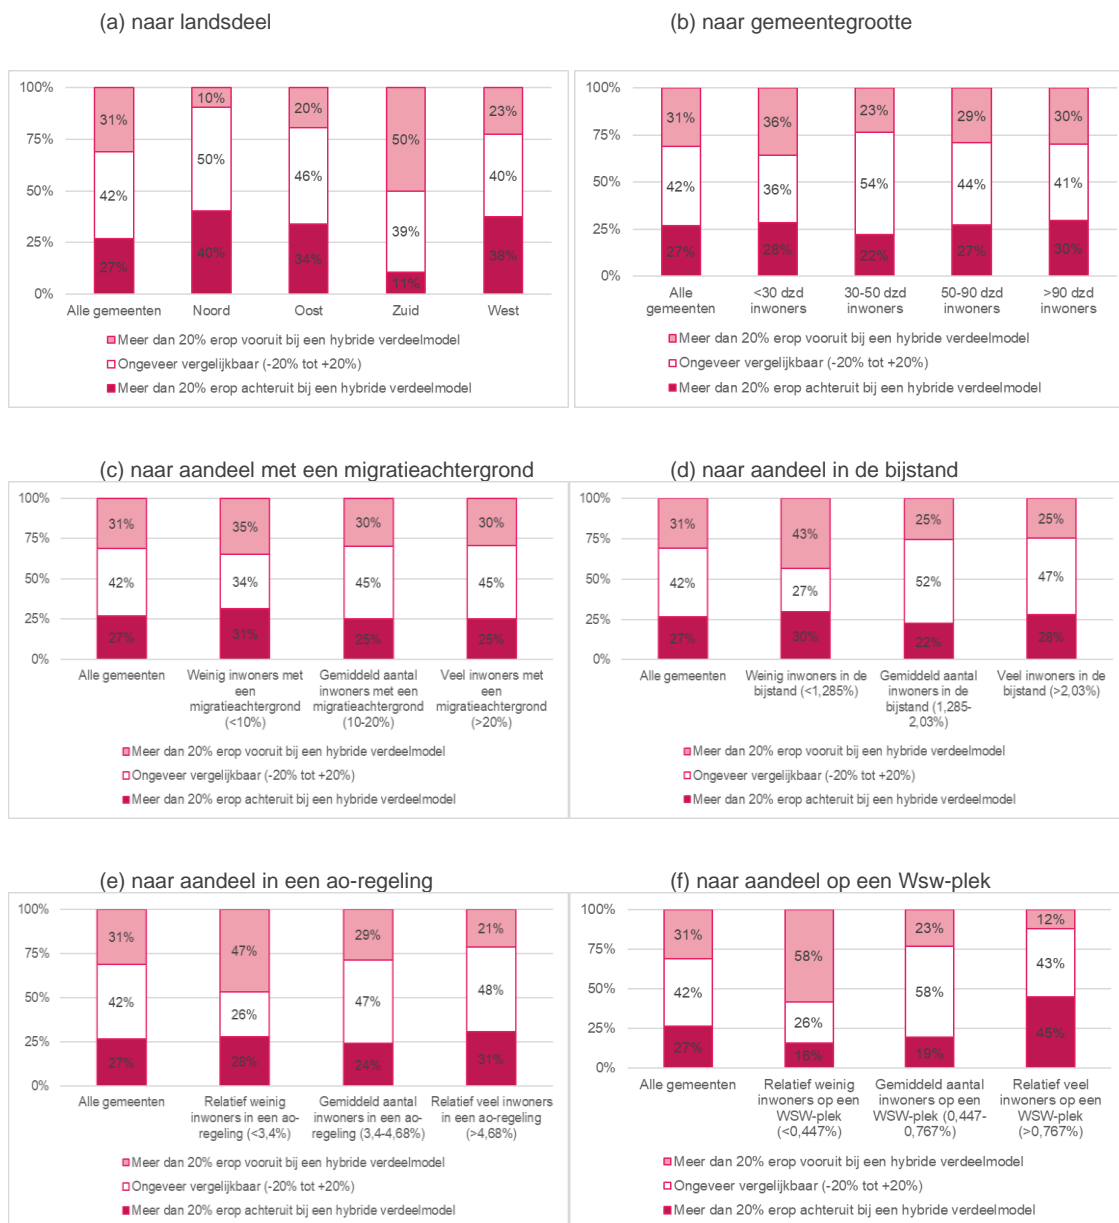 (a) naar landsdeel
100%
75%
50%
25%
0%
31%
42%
27%
10%
50%
40%
20%
46%
34%
50%
39%
11%
23%
40%
38%
Alle gemeenten
Noord
Oost
Zuid
West
Meer dan 20% erop vooruit bij een hybride verdeelmodel
Ongeveer vergelijkbaar (-20% tot +20%)
Meer dan 20% erop achteruit bij een hybride verdeelmodel
(b) naar gemeentegrootte
100%
75%
50%
25%
0%
31%
42%
27%
36%
36%
28%
23%
54%
22%
29%
44%
27%
30%
41%
30%
Alle
gemeenten
<30 dzd
inwoners
30-50 dzd
inwoners
50-90 dzd
inwoners
>90 dzd
inwoners
Meer dan 20% erop vooruit bij een hybride verdeelmodel
Ongeveer vergelijkbaar (-20% tot +20%)
Meer dan 20% erop achteruit bij een hybride verdeelmodel
(c) naar aandeel met een migratieachtergrond
100%
75%
50%
25%
0%
31%
42%
27%
35%
34%
31%
30%
45%
25%
30%
45%
25%
Alle gemeenten
Weinig inwoners met
een
migratieachtergrond
(<10%)
Gemiddeld aantal
inwoners met een
migratieachtergrond
(10-20%)
Veel inwoners met
een
migratieachtergrond
(>20%)
Meer dan 20% erop vooruit bij een hybride verdeelmodel
Ongeveer vergelijkbaar (-20% tot +20%)
Meer dan 20% erop achteruit bij een hybride verdeelmodel
(d) naar aandeel in de bijstand
100%
75%
50%
25%
0%
31%
42%
27%
43%
27%
30%
25%
52%
22%
25%
47%
28%
Alle gemeenten
Weinig inwoners in de
bijstand (<1,285%)
Gemiddeld aantal
inwoners in de
bijstand (1,285-
2,03%)
Veel inwoners in de
bijstand (>2,03%)
Meer dan 20% erop vooruit bij een hybride verdeelmodel
Ongeveer vergelijkbaar (-20% tot +20%)
Meer dan 20% erop achteruit bij een hybride verdeelmodel
(e) naar aandeel in een ao-regeling
100%
75%
50%
25%
0%
31%
42%
27%
47%
26%
28%
29%
47%
24%
21%
48%
31%
Alle gemeenten
Relatief weinig
inwoners in een ao-
regeling (<3,4%)
Gemiddeld aantal
inwoners in een ao-
regeling (3,4-4,68%)
Relatief veel inwoners
in een ao-regeling
(>4,68%)
Meer dan 20% erop vooruit bij een hybride verdeelmodel
Ongeveer vergelijkbaar (-20% tot +20%)
Meer dan 20% erop achteruit bij een hybride verdeelmodel
(f) naar aandeel op een Wsw-plek
100%
75%
50%
25%
0%
31%
42%
27%
58%
26%
16%
23%
58%
19%
12%
43%
45%
Alle gemeenten
Relatief weinig
inwoners op een
WSW-plek
(<0,447%)
Gemiddeld aantal
inwoners op een
WSW-plek (0,447-
0,767%)
Relatief veel
inwoners op een
WSW-plek
(>0,767%)
Meer dan 20% erop vooruit bij een hybride verdeelmodel
Ongeveer vergelijkbaar (-20% tot +20%)
Meer dan 20% erop achteruit bij een hybride verdeelmodel